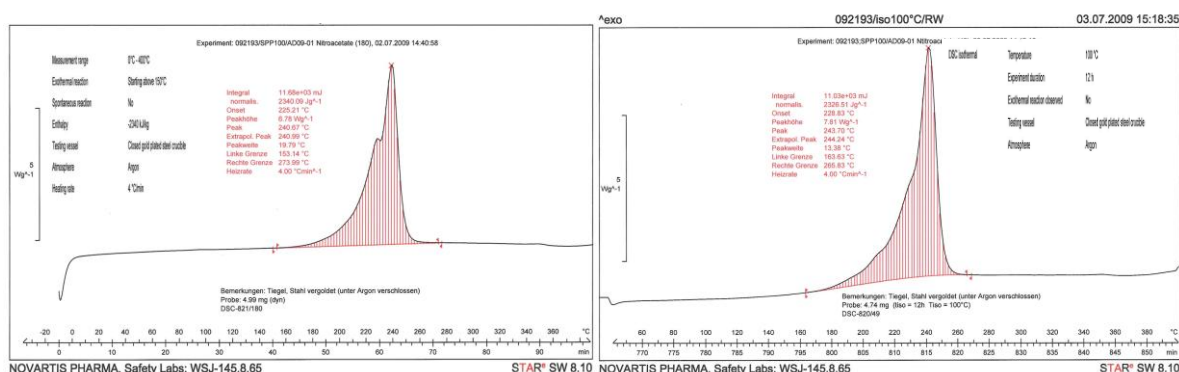 Experiment: 092193/SPP100/AD09-01 Nitroacetate (180), 02.07.2009 14:40:58
Measurement range 0°C - 400°C
Exothermal reaction Starting above 150°C
Spontaneous reaction No
Enthalpy -2340 kJ/kg
Testing vessel Closed gold plated steel crucible
Atmosphere Argon
Heating rate 4 °C/min
Integral 11.68e+03 mJ
normalis. 2340.09 Jg^-1
Onset 225.21 °C
Peakhöhe 6.78 Wg^-1
Peak 240.67 °C
Extrapol. Peak 240.99 °C
Peakweite 19.79 °C
Linke Grenze 153.14 °C
Rechte Grenze 273.99 °C
Heizrate 4.00 °Cmin^-1
5
Wg^-1
Bemerkungen: Tiegel, Stahl vergoldet (unter Argon verschlossen)
Probe: 4.99 mg (dyn)
DSC-821/180
-20 0 20 40 60 80 100 120 140 160 180 200 220 240 260 280 300 320 340 360 °C
0 10 20 30 40 50 60 70 80 90 min
NOVARTIS PHARMA, Safety Labs: WSJ-145.8.65 STARe SW 8.10
^exo 092193/iso100°C/RW 03.07.2009 15:18:35
Experiment: 092193;SPP100/AD09-01 Nitroac
DSC isothermal Temperature 100 °C
Experiment duration 12 h
Exothermal reaction observed No
Testing vessel Closed gold plated steel crucible
Atmosphere Argon
Integral 11.03e+03 mJ
normalis. 2326.51 Jg^-1
Onset 228.83 °C
Peakhöhe 7.81 Wg^-1
Peak 243.70 °C
Extrapol. Peak 244.24 °C
Peakweite 13.38 °C
Linke Grenze 163.63 °C
Rechte Grenze 265.63 °C
Heizrate 4.00 °Cmin^-1
5
Wg^-1
Bemerkungen: Tiegel, Stahl vergoldet (unter Argon verschlossen)
Probe: 4.74 mg (tiso = 12h Tiso = 100°C)
DSC-820/49
60 80 100 120 140 160 180 200 220 240 260 280 300 320 340 360 °C
770 775 780 785 790 795 800 805 810 815 820 825 830 835 840 845 850 min
NOVARTIS PHARMA, Safety Labs: WSJ-145.8.65 STARe SW 8.10